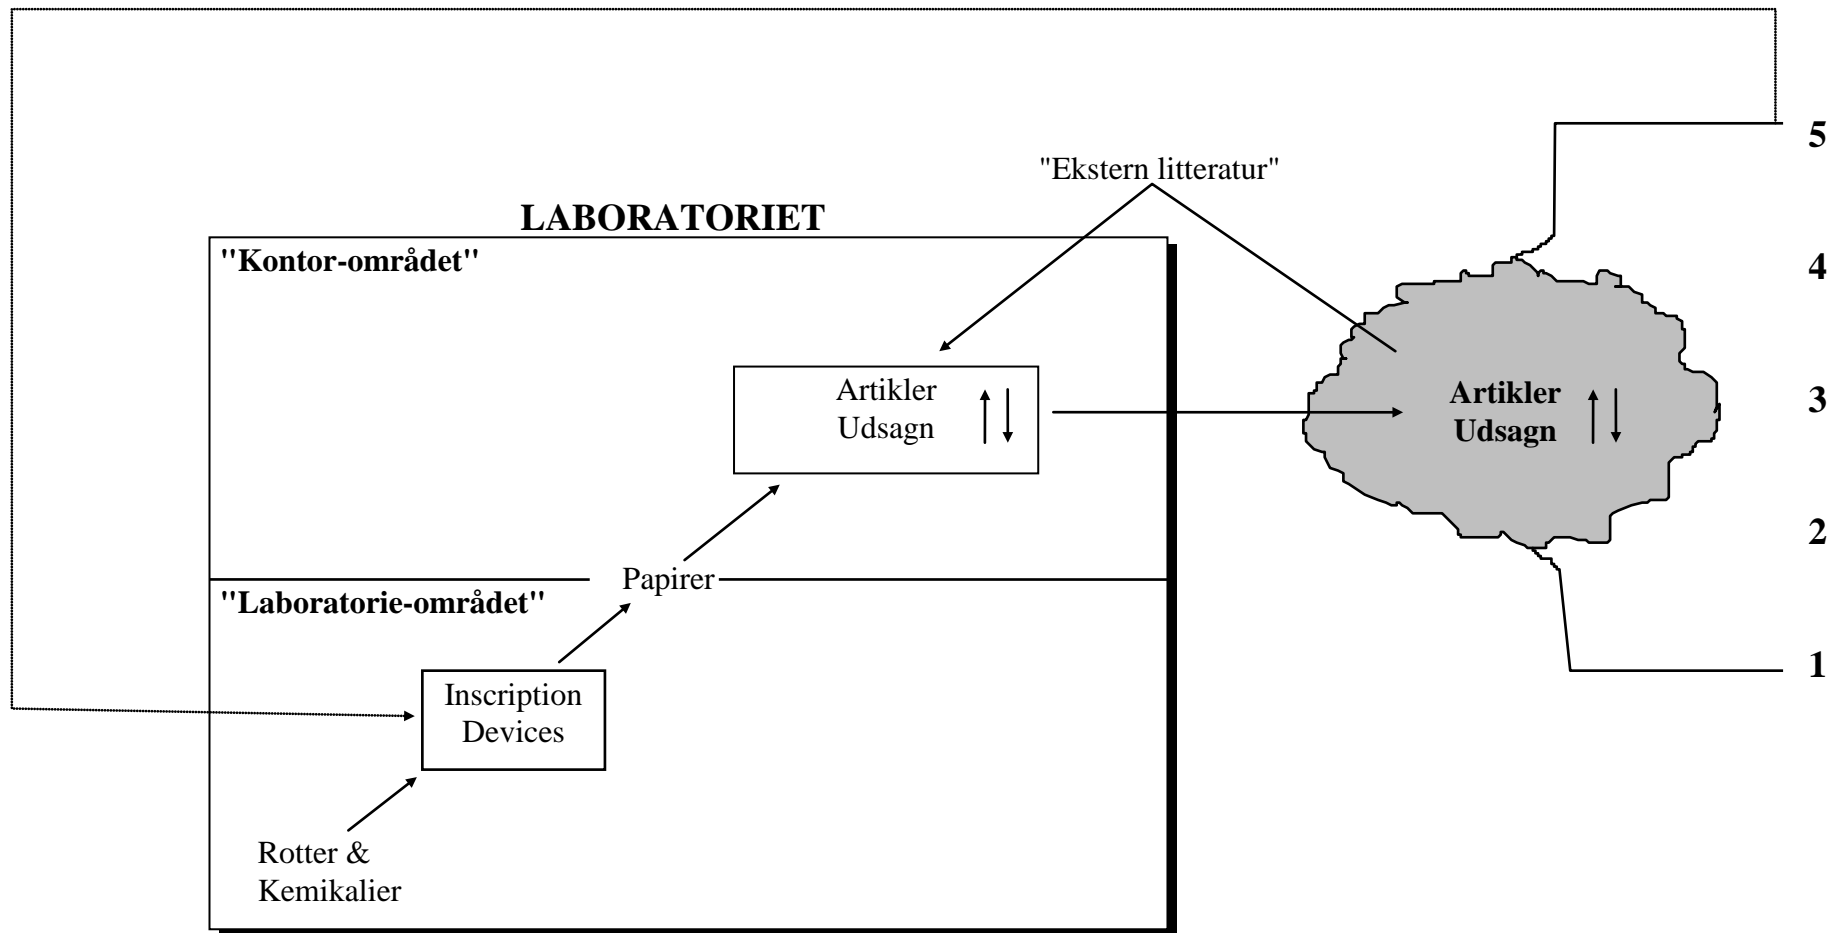 5
"Ekstern litteratur"
LABORATORIET
"Kontor-området"
4
Artikler
Udsagn
Artikler
Udsagn
3
2
Papirer
"Laboratorie-området"
1
Inscription
Devices
Rotter &
Kemikalier